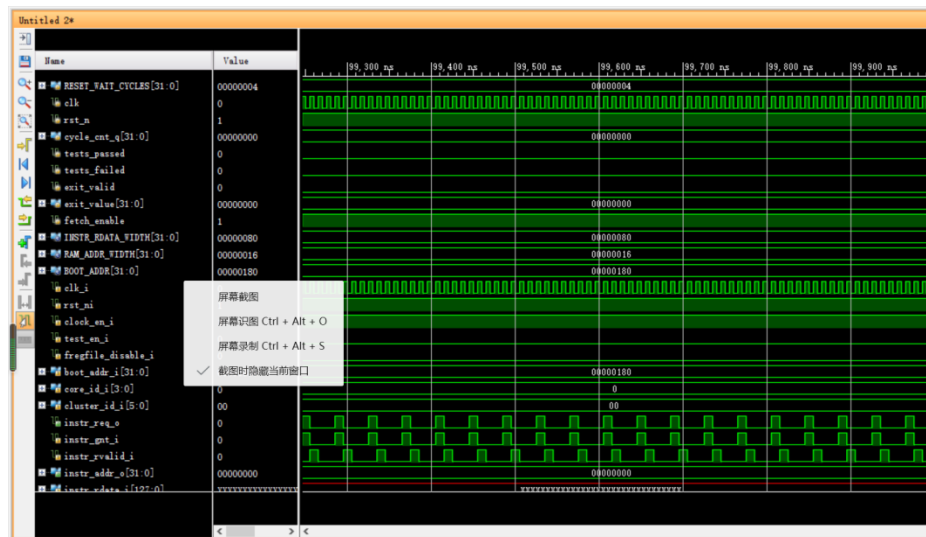 Untitled 2*
Name Value
99,300 ns 99,400 ns 99,500 ns 99,600 ns 99,700 ns 99,800 ns 99,900 ns
RESET_WAIT_CYCLES[31:0] 00000004 00000004
clk 0
rst_n 1
cycle_cnt_q[31:0] 00000000 00000000
tests_passed 0
tests_failed 0
exit_valid 0
exit_value[31:0] 00000000 00000000
fetch_enable 1
INSTR_RDATA_WIDTH[31:0] 00000080 00000080
RAM_ADDR_WIDTH[31:0] 00000016 00000016
BOOT_ADDR[31:0] 00000180 00000180
clk_i
屏幕截图
rst_ni
clock_en_i
屏幕识图 Ctrl + Alt + O
test_en_i
屏幕录制 Ctrl + Alt + S
fregfile_disable_i
boot_addr_i[31:0] 00000180
截图时隐藏当前窗口
core_id_i[3:0] 0 0
cluster_id_i[5:0] 00 00
instr_req_o 0
instr_gnt_i 0
instr_rvalid_i 0
instr_addr_o[31:0] 00000000 00000000
instr_rdata_i[127:0]